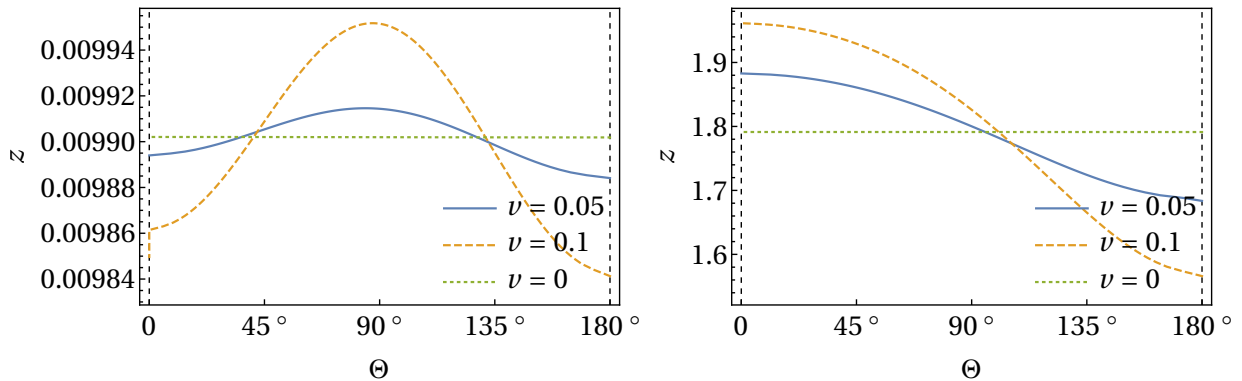 0.00994
0.00992
0.00990
0.00988
0.00986
0.00984
z
ν = 0.05
ν = 0.1
ν = 0
0 45° 90° 135° 180°
Θ
1.9
1.8
1.7
1.6
z
ν = 0.05
ν = 0.1
ν = 0
0 45° 90° 135° 180°
Θ